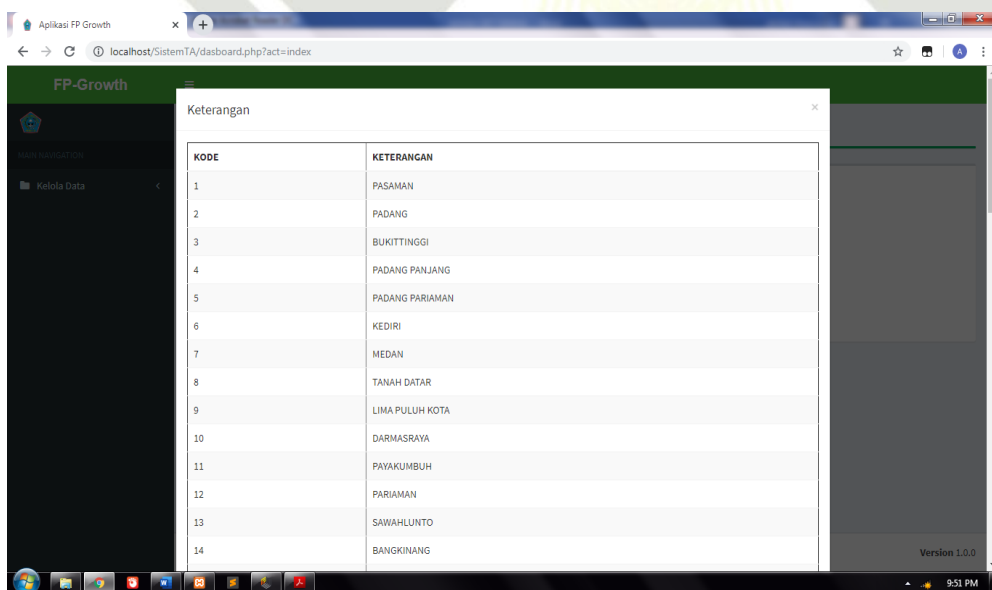 Aplikasi FP Growth
localhost/SistemTA/dasboard.php?act=index
A
FP-Growth
Keterangan
MAIN NAVIGATION
Kelola Data
KODE KETERANGAN
1 PASAMAN
2 PADANG
3 BUKITTINGGI
4 PADANG PANJANG
5 PADANG PARIAMAN
6 KEDIRI
7 MEDAN
8 TANAH DATAR
9 LIMA PULUH KOTA
10 DARMASRAYA
11 PAYAKUMBUH
12 PARIAMAN
13 SAWAHLUNTO
14 BANGKINANG
Version 1.0.0
9:51 PM